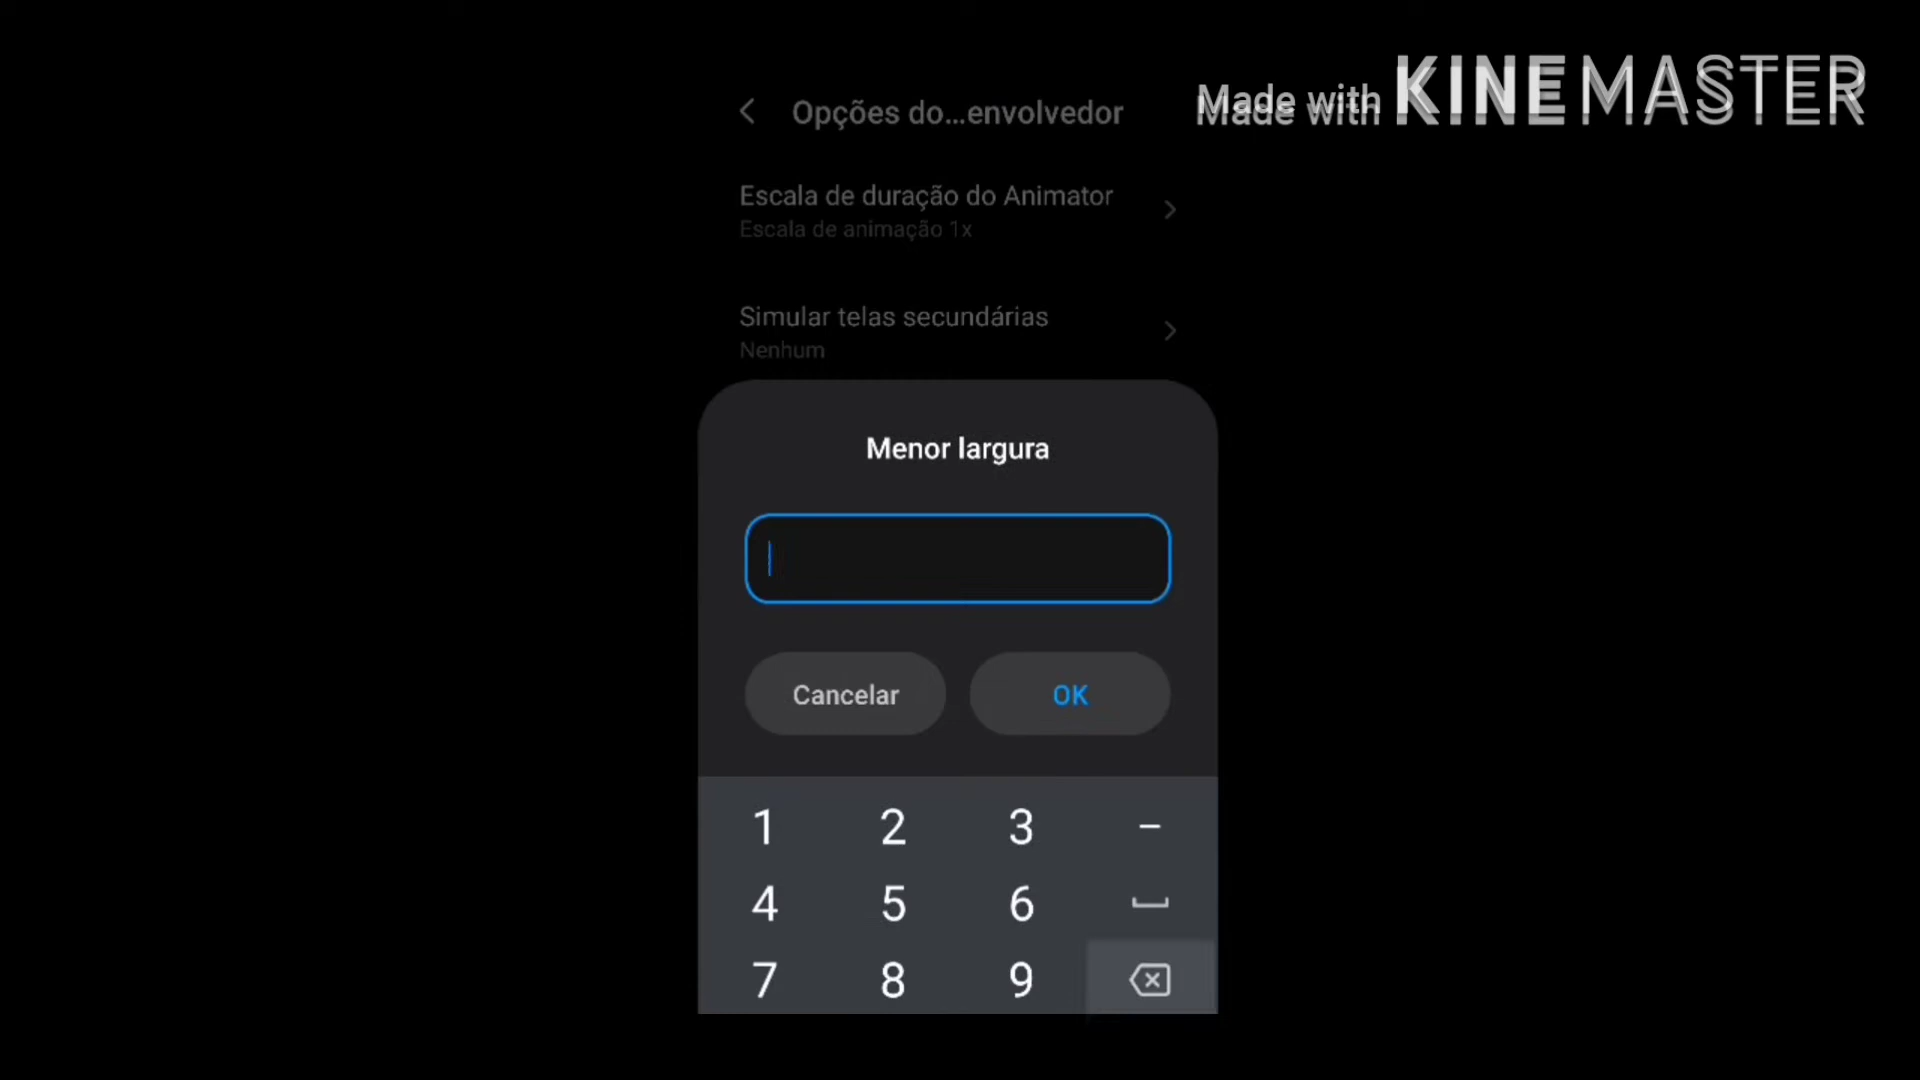 Opções do...envolvedor
Made with KINEMASTER
Escala de duração do Animator
Escala de animação 1x
Simular telas secundárias
Nenhum
Menor largura
Cancelar
OK
1 2 3 –
4 5 6
7 8 9